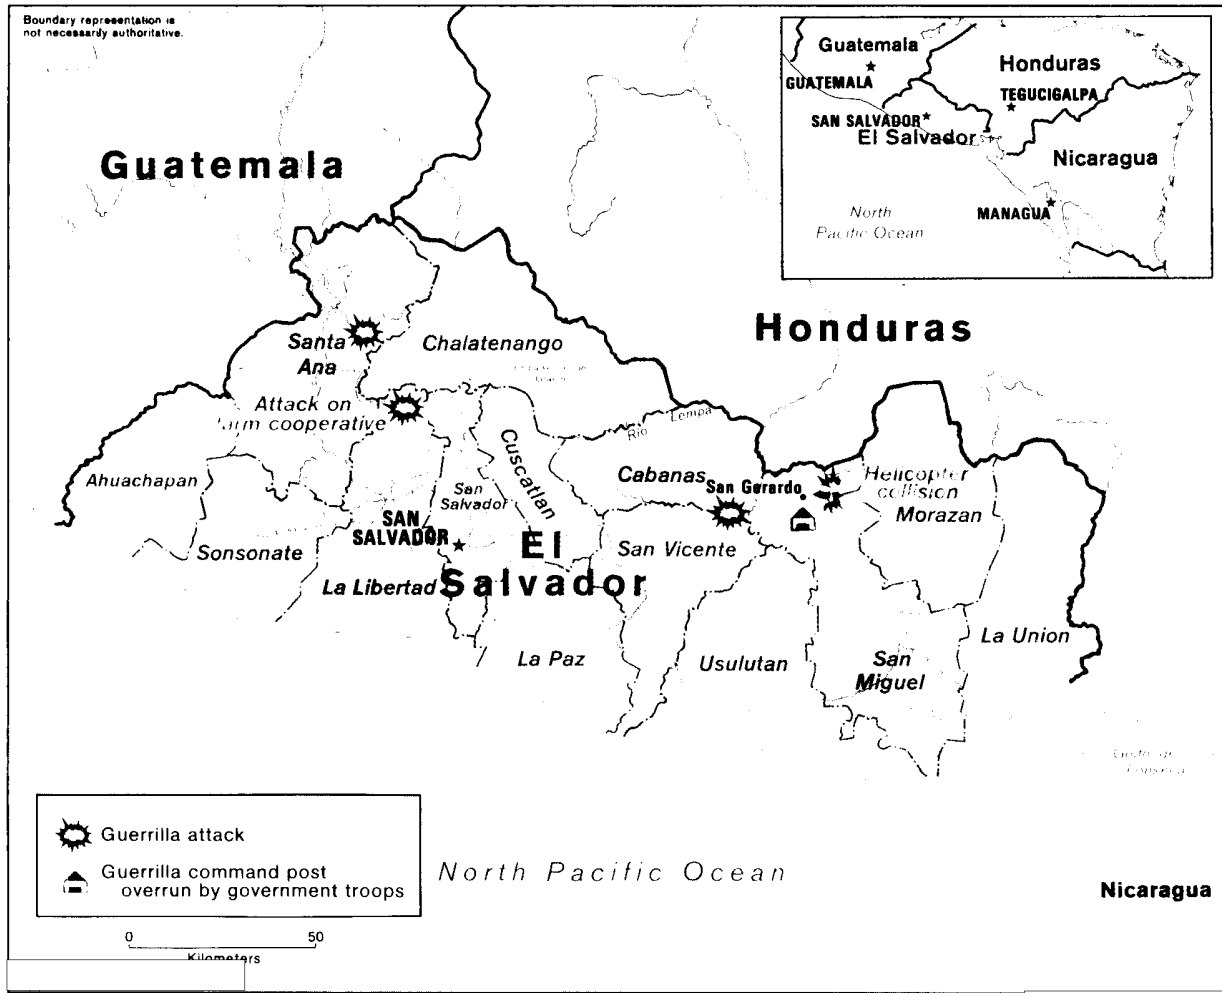 Boundary representation is
not necessarily authoritative.
Guatemala
GUATEMALA
Honduras
TEGUCIGALPA
SAN SALVADOR
El Salvador
Nicaragua
MANAGUA
North
Pacific Ocean
Guatemala
Honduras
Santa
Ana
Chalatenango
Attack on
farm cooperative
Rio Lempa
Ahuachapan
Cuscatlan
Cabanas
San Gerardo
Helicopter
collision
Morazan
San
Salvador
SAN
SALVADOR
Sonsonate
El
Salvador
San Vicente
La Libertad
La Paz
Usulutan
San
Miguel
La Union
Golfo de
Fonseca
Guerrilla attack
Guerrilla command post
overrun by government troops
North Pacific Ocean
Nicaragua
0 50
Kilometers